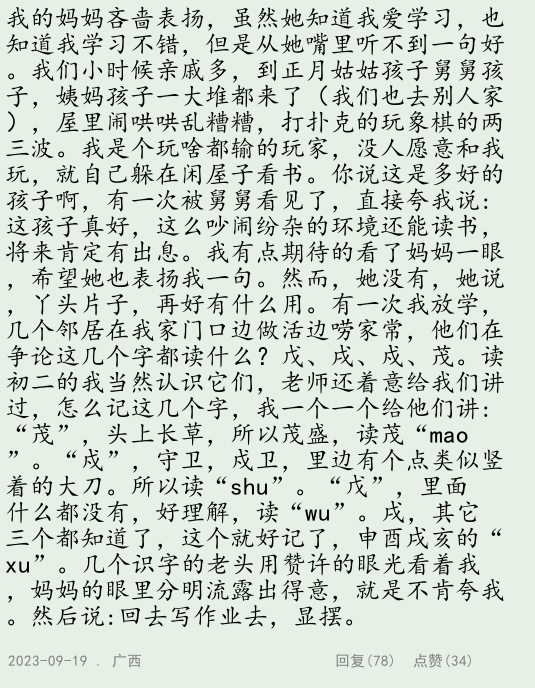 我的妈妈吝啬表扬，虽然她知道我爱学习，也
知道我学习不错，但是从她嘴里听不到一句好
。我们小时候亲戚多，到正月姑姑孩子舅舅孩
子，姨妈孩子一大堆都来了（我们也去别人家
），屋里闹哄哄乱糟糟，打扑克的玩象棋的两
三波。我是个玩啥都输的玩家，没人愿意和我
玩，就自己躲在闲屋子看书。你说这是多好的
孩子啊，有一次被舅舅看见了，直接夸我说：
这孩子真好，这么吵闹纷杂的环境还能读书，
将来肯定有出息。我有点期待的看了妈妈一眼
，希望她也表扬我一句。然而，她没有，她说
，丫头片子，再好有什么用。有一次我放学，
几个邻居在我家门口边做活边唠家常，他们在
争论这几个字都读什么？戊、戌、戍、茂。读
初二的我当然认识它们，老师还着意给我们讲
过，怎么记这几个字，我一个一个给他们讲：
“茂”，头上长草，所以茂盛，读茂“mao
”。“戍”，守卫，戍卫，里边有个点类似竖
着的大刀。所以读“shu”。“戊”，里面
什么都没有，好理解，读“wu”。戌，其它
三个都知道了，这个就好记了，申酉戌亥的“
xu”。几个识字的老头用赞许的眼光看着我
，妈妈的眼里分明流露出得意，就是不肯夸我
。然后说:回去写作业去，显摆。
2023-09-19 . 广西 回复(78) 点赞(34)